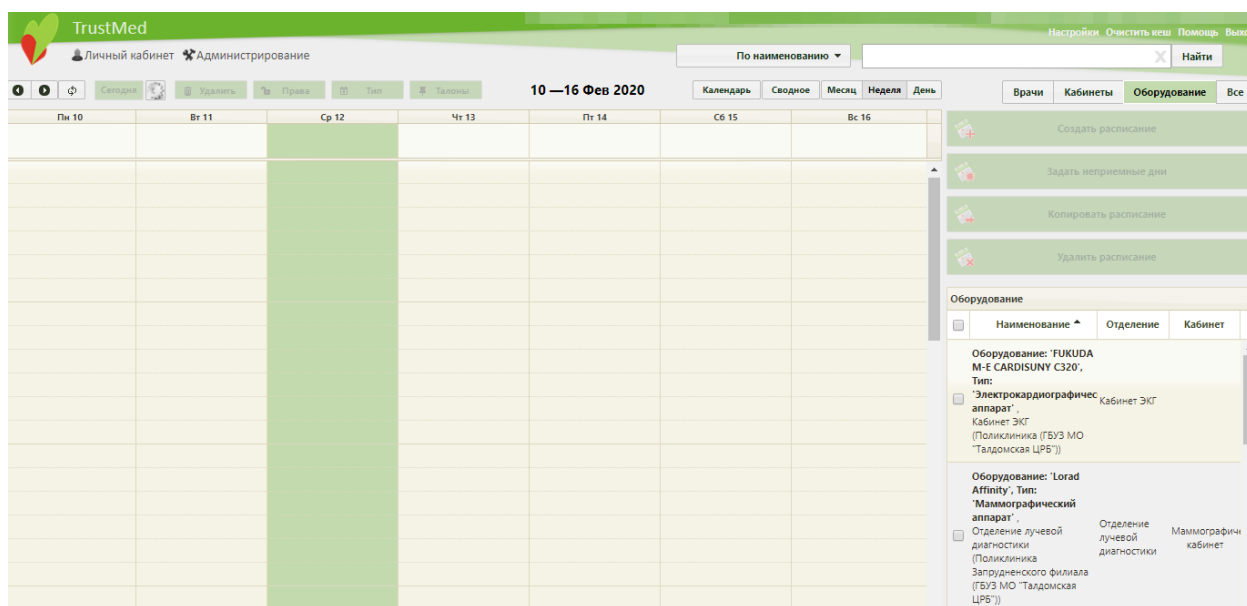 TrustMed
Настройки Очистить кеш Помощь
Личный кабинет Администрирование
По наименованию
Найти
Сегодня Удалить Права Тип Талоны
10 —16 Фев 2020
Календарь Сводное Месяц Неделя День
Врачи Кабинеты Оборудование Все
Пн 10 Вт 11 Ср 12 Чт 13 Пт 14 Сб 15 Вс 16
Создать расписание
Задать неприемные дни
Копировать расписание
Удалить расписание
Оборудование
Наименование Отделение Кабинет
Оборудование: 'FUKUDA
M-E CARDISUNY C320',
Тип:
'Электрокардиографичес
аппарат' ,
Кабинет ЭКГ
(Поликлиника (ГБУЗ МО
"Талдомская ЦРБ"))
Кабинет ЭКГ
Оборудование: 'Lorad
Affinity', Тип:
'Маммографический
аппарат' ,
Отделение лучевой
диагностики
(Поликлиника
Запрудненского филиала
(ГБУЗ МО "Талдомская
ЦРБ"))
Отделение
лучевой
диагностики
Маммографиче
кабинет